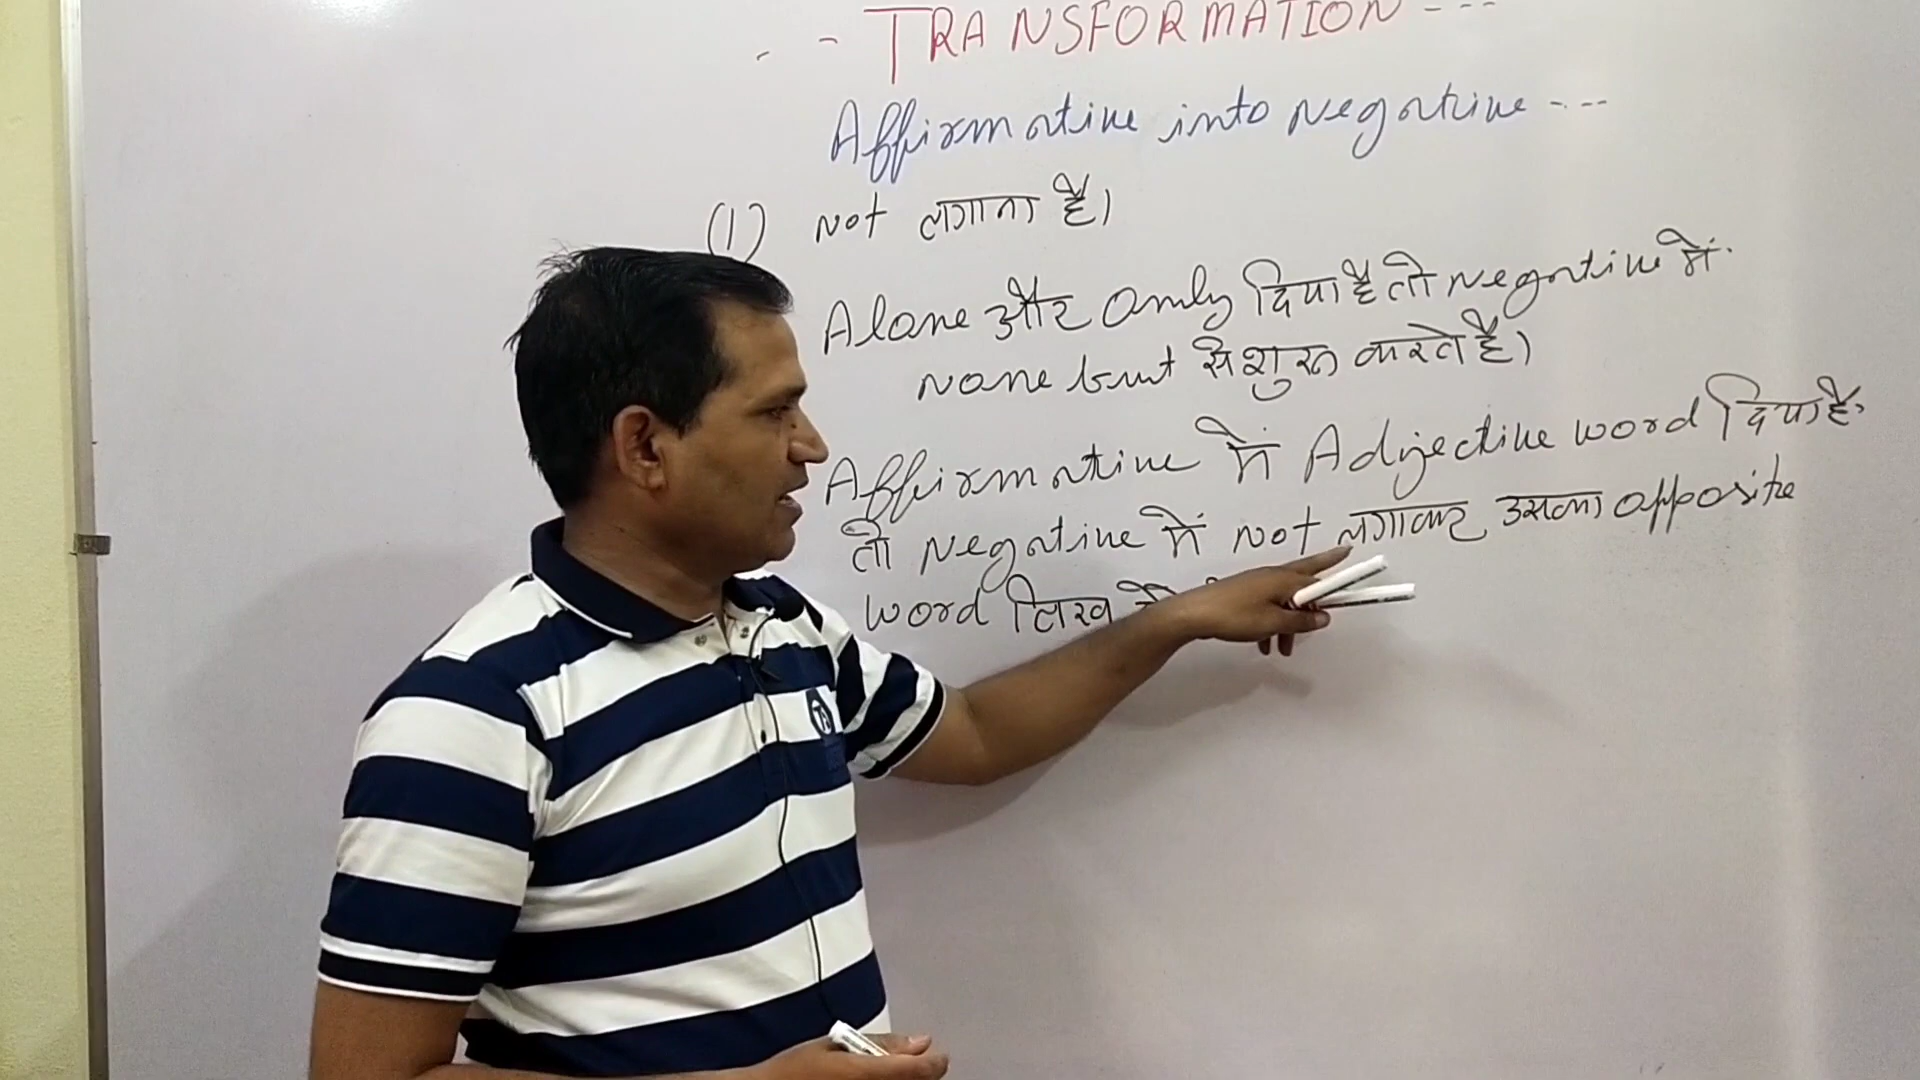 - - TRANSFORMATION - - -
Affirmative into Negative - - -
(1) Not लगाना है।
Alone और Only दिया है तो Negative में
None but से शुरू करते हैं।
Affirmative में Adjective word दिया है
तो Negative में Not लगाकर उसका opposite
word लिख